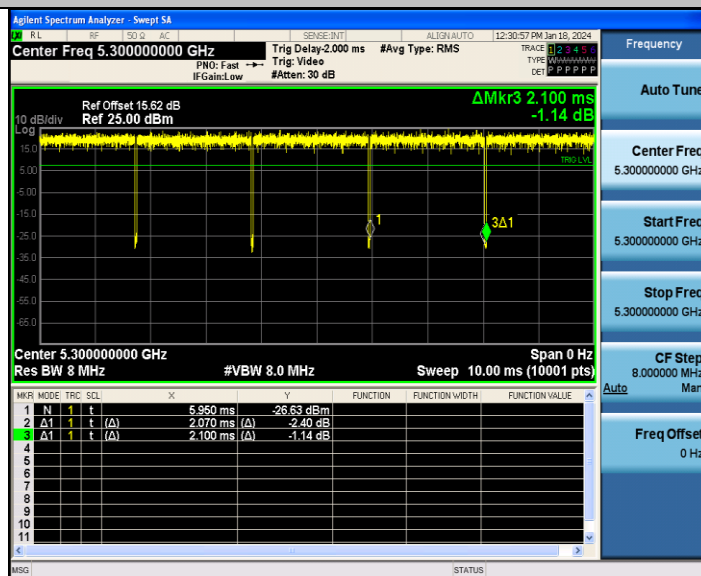 Agilent Spectrum Analyzer - Swept SA
RL RF 50 Ω AC SENSE:INT ALIGNAUTO 12:30:57 PM Jan 18, 2024
Center Freq 5.300000000 GHz Trig Delay-2.000 ms #Avg Type: RMS TRACE 1 2 3 4 5 6
PNO: Fast Trig: Video TYPE W
IFGain:Low #Atten: 30 dB DET P P P P P P
Ref Offset 15.62 dB ΔMkr3 2.100 ms
10 dB/div Ref 25.00 dBm -1.14 dB
Log
15.0
TRIG LVL
5.00
-5.00
-15.0
1
3Δ1
-25.0
-35.0
-45.0
-55.0
-65.0
Center 5.300000000 GHz Span 0 Hz
Res BW 8 MHz #VBW 8.0 MHz Sweep 10.00 ms (10001 pts)
MKR MODE TRC SCL X Y FUNCTION FUNCTION WIDTH FUNCTION VALUE
1 N 1 t 5.950 ms -26.63 dBm
2 Δ1 1 t (Δ) 2.070 ms (Δ) -2.40 dB
3 Δ1 1 t (Δ) 2.100 ms (Δ) -1.14 dB
4
5
6
7
8
9
10
11
MSG STATUS
Frequency
Auto Tune
Center Freq
5.300000000 GHz
Start Freq
5.300000000 GHz
Stop Freq
5.300000000 GHz
CF Step
8.000000 MHz
Auto Man
Freq Offset
0 Hz